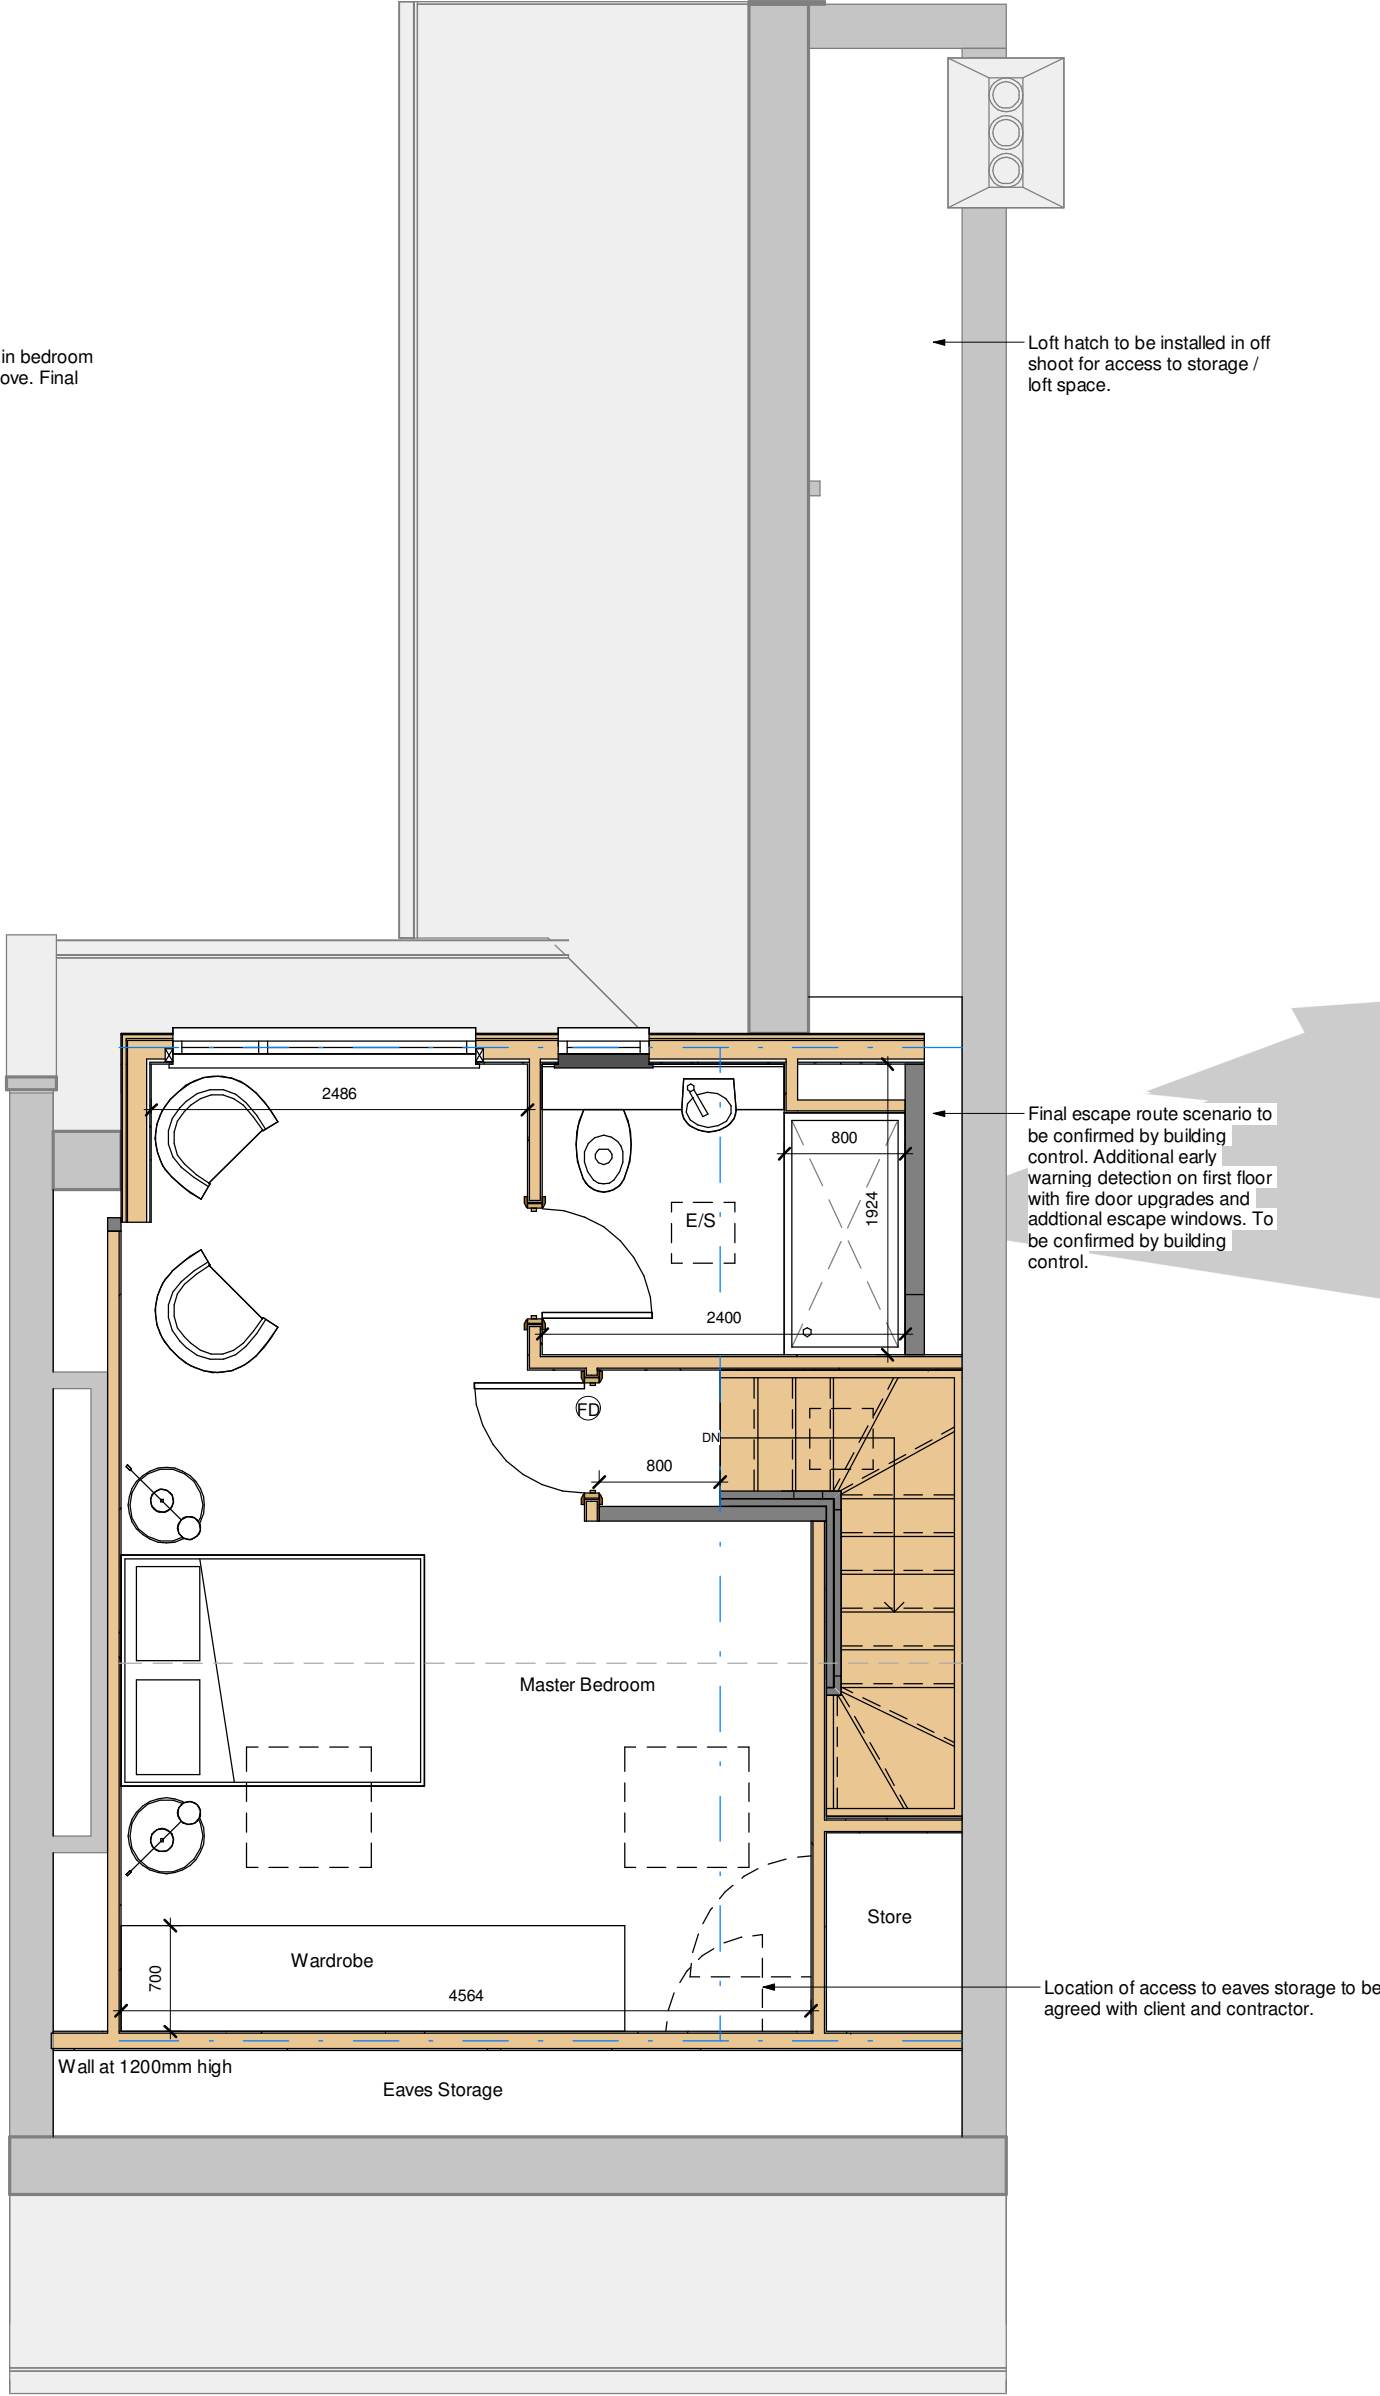 in bedroom
ove. Final
Loft hatch to be installed in off
shoot for access to storage /
loft space.
2486
800
Final escape route scenario to
be confirmed by building
control. Additional early
warning detection on first floor
with fire door upgrades and
addtional escape windows. To
be confirmed by building
control.
1924
E/S
2400
FD
DN
800
Master Bedroom
Store
Wardrobe
700
4564
Location of access to eaves storage to be
agreed with client and contractor.
Wall at 1200mm high
Eaves Storage